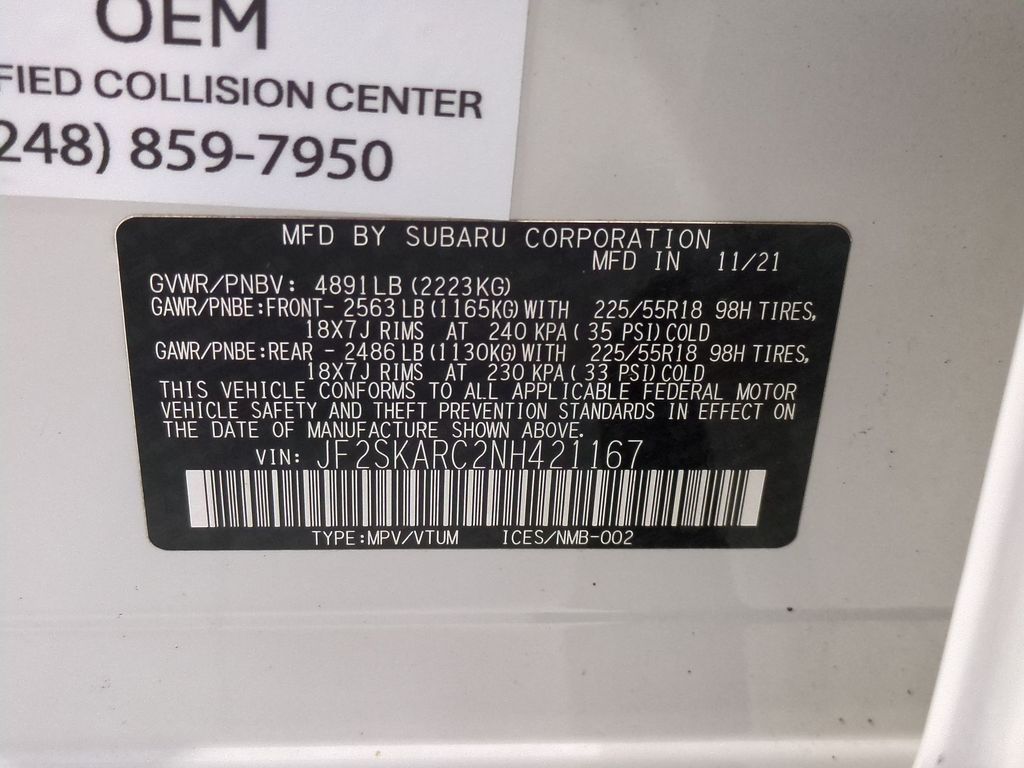 OEM
FIED COLLISION CENTER
248) 859-7950
MFD BY SUBARU CORPORATION
MFD IN 11/21
GVWR/PNBV: 4891LB (2223KG)
GAWR/PNBE:FRONT- 2563 LB (1165KG) WITH 225/55R18 98H TIRES,
18X7J RIMS AT 240 KPA ( 35 PSI) COLD
GAWR/PNBE:REAR - 2486 LB (1130KG) WITH 225/55R18 98H TIRES,
18X7J RIMS AT 230 KPA ( 33 PSI) COLD
THIS VEHICLE CONFORMS TO ALL APPLICABLE FEDERAL MOTOR
VEHICLE SAFETY AND THEFT PREVENTION STANDARDS IN EFFECT ON
THE DATE OF MANUFACTURE SHOWN ABOVE.
VIN: JF2SKARC2NH421167
TYPE:MPV/VTUM ICES/NMB-002